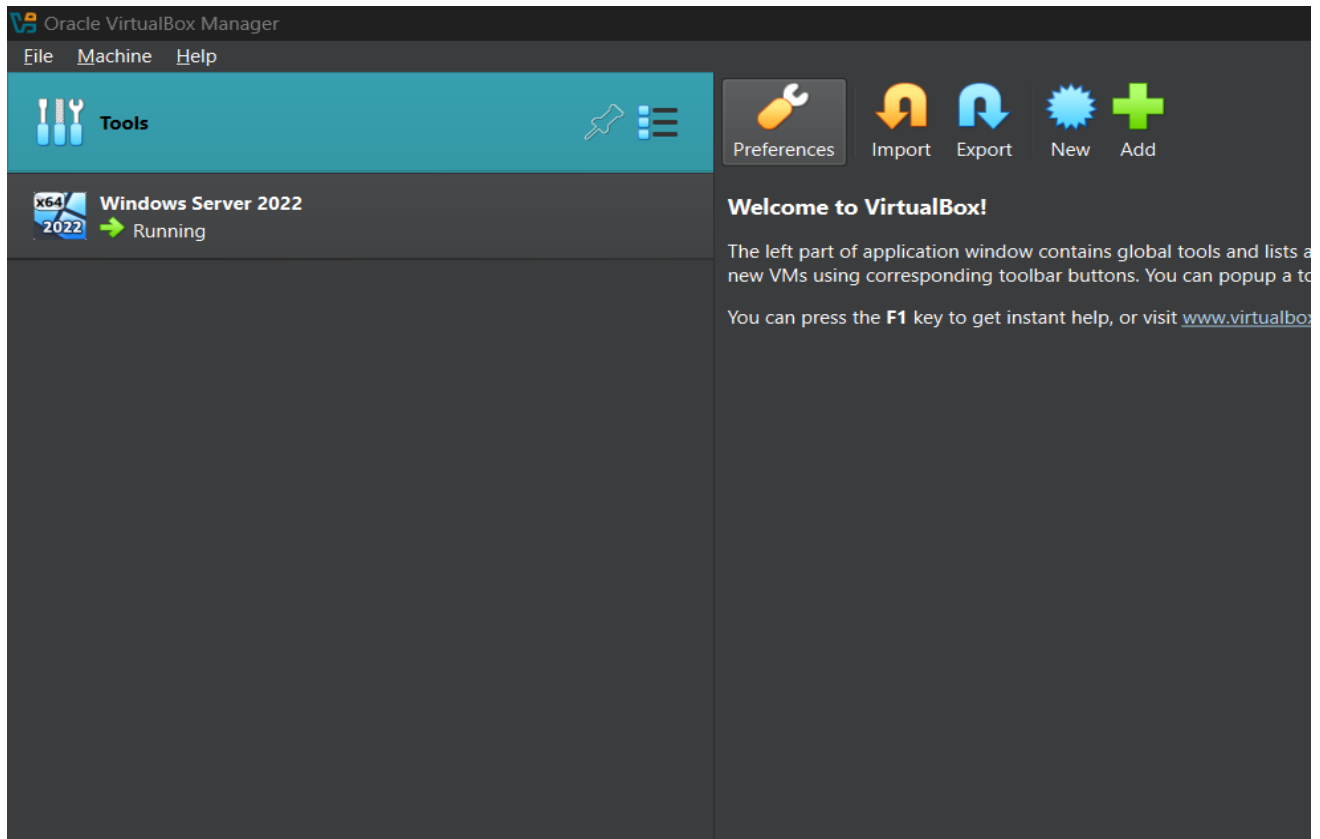 Oracle VirtualBox Manager
File Machine Help
Tools
Preferences Import Export New Add
x64
2022
Windows Server 2022
Running
Welcome to VirtualBox!
The left part of application window contains global tools and lists a
new VMs using corresponding toolbar buttons. You can popup a to
You can press the F1 key to get instant help, or visit www.virtualbox